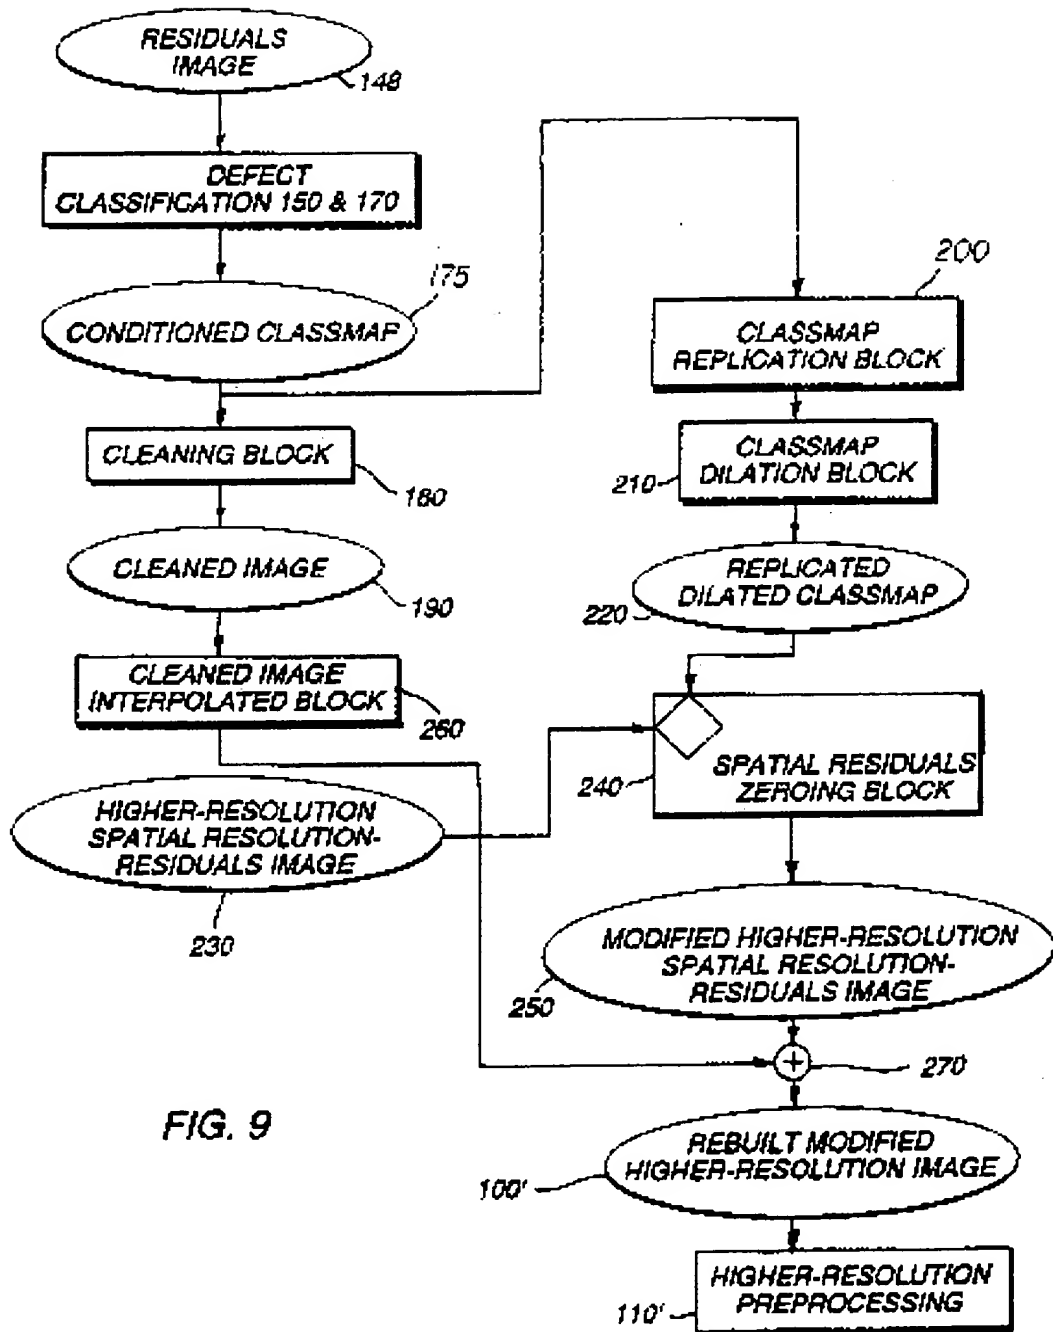 RESIDUALS
IMAGE
148
DEFECT
CLASSIFICATION 150 & 170
175
CONDITIONED CLASSMAP
CLEANING BLOCK
180
CLEANED IMAGE
190
CLEANED IMAGE
INTERPOLATED BLOCK
260
HIGHER-RESOLUTION
SPATIAL RESOLUTION-
RESIDUALS IMAGE
230
200
CLASSMAP
REPLICATION BLOCK
CLASSMAP
DILATION BLOCK
210
REPLICATED
DILATED CLASSMAP
220
SPATIAL RESIDUALS
ZEROING BLOCK
240
MODIFIED HIGHER-RESOLUTION
SPATIAL RESOLUTION-
RESIDUALS IMAGE
250
+
270
REBUILT MODIFIED
HIGHER-RESOLUTION IMAGE
100'
HIGHER-RESOLUTION
PREPROCESSING
110'
FIG. 9